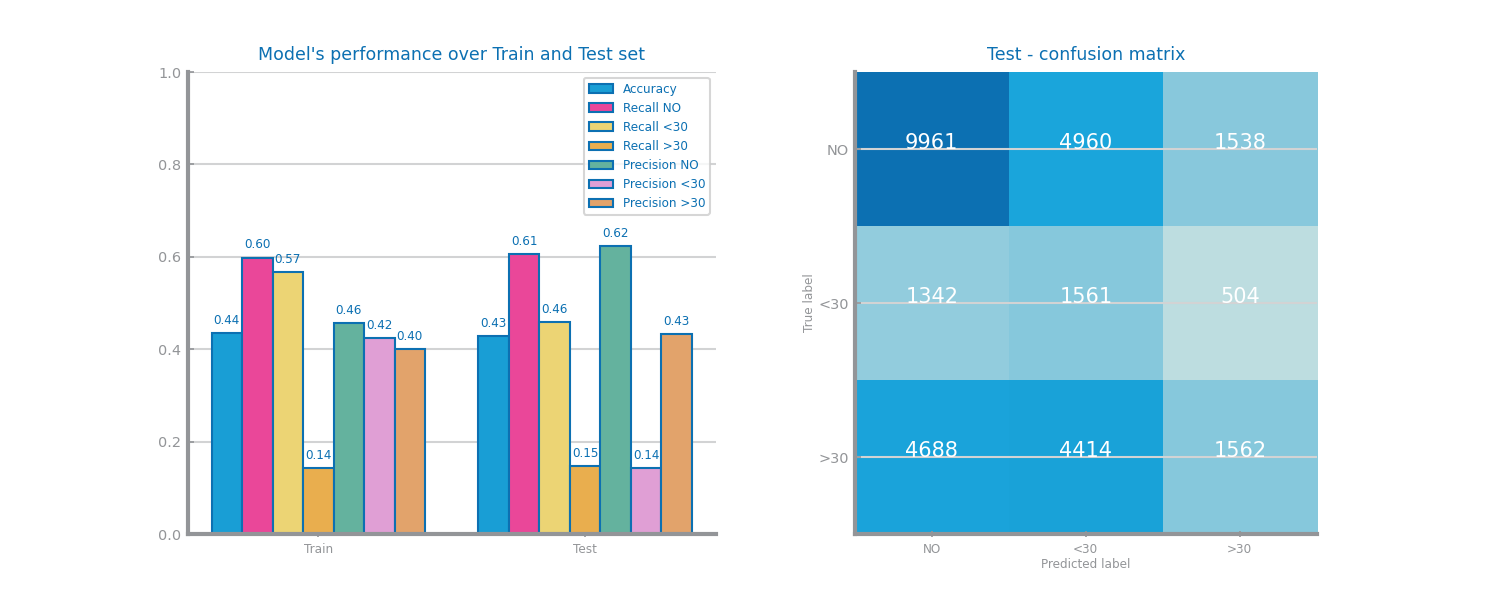 Model's performance over Train and Test set
1.0
0.8
0.6
0.4
0.2
0.0
Accuracy
Recall NO
Recall <30
Recall >30
Precision NO
Precision <30
Precision >30
0.44
0.60
0.57
0.14
0.46
0.42
0.40
0.43
0.61
0.46
0.15
0.62
0.14
0.43
Train
Test
Test - confusion matrix
True label
NO
9961 4960 1538
<30
1342 1561 504
>30
4688 4414 1562
NO <30 >30
Predicted label